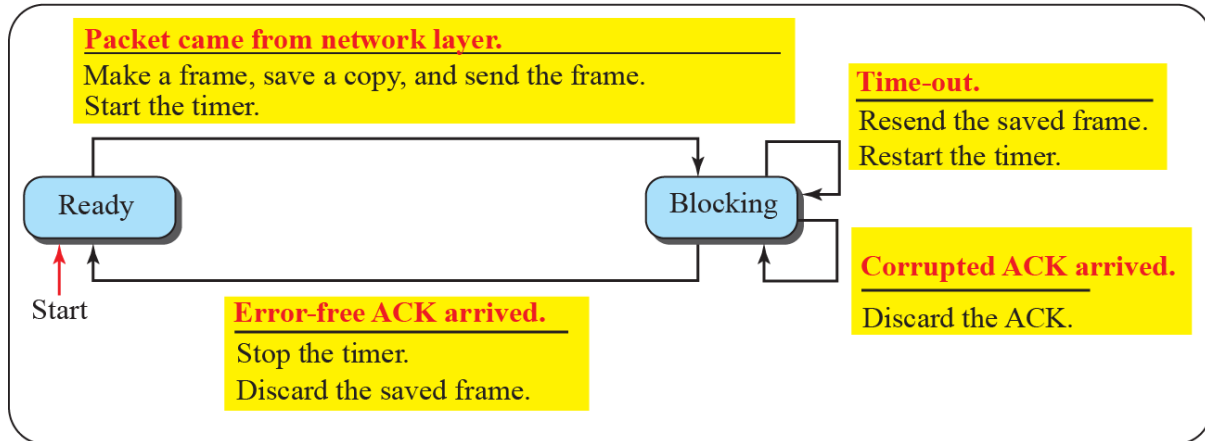 Packet came from network layer.
Make a frame, save a copy, and send the frame.
Start the timer.
Time-out.
Resend the saved frame.
Restart the timer.
Ready
Blocking
Start
Error-free ACK arrived.
Stop the timer.
Discard the saved frame.
Corrupted ACK arrived.
Discard the ACK.